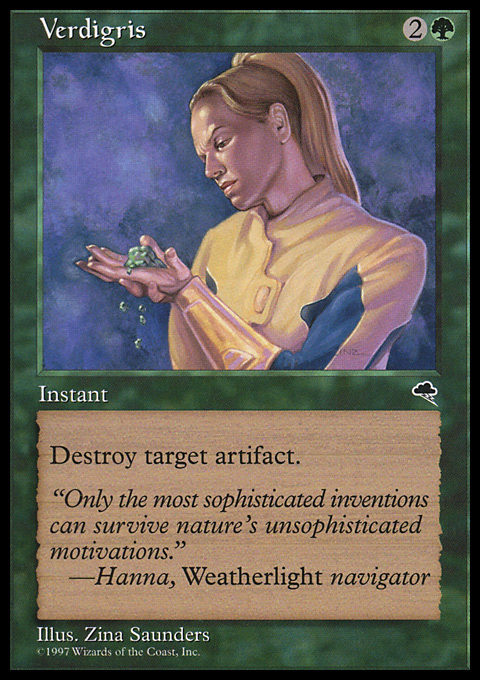 Verdigris 2
Instant
Destroy target artifact.
“Only the most sophisticated inventions
can survive nature’s unsophisticated
motivations.”
—Hanna, Weatherlight navigator
Illus. Zina Saunders
©1997 Wizards of the Coast, Inc.